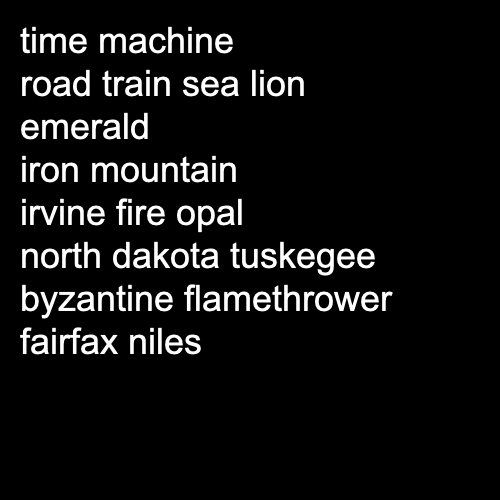 time machine
road train sea lion
emerald
iron mountain
irvine fire opal
north dakota tuskegee
byzantine flamethrower
fairfax niles